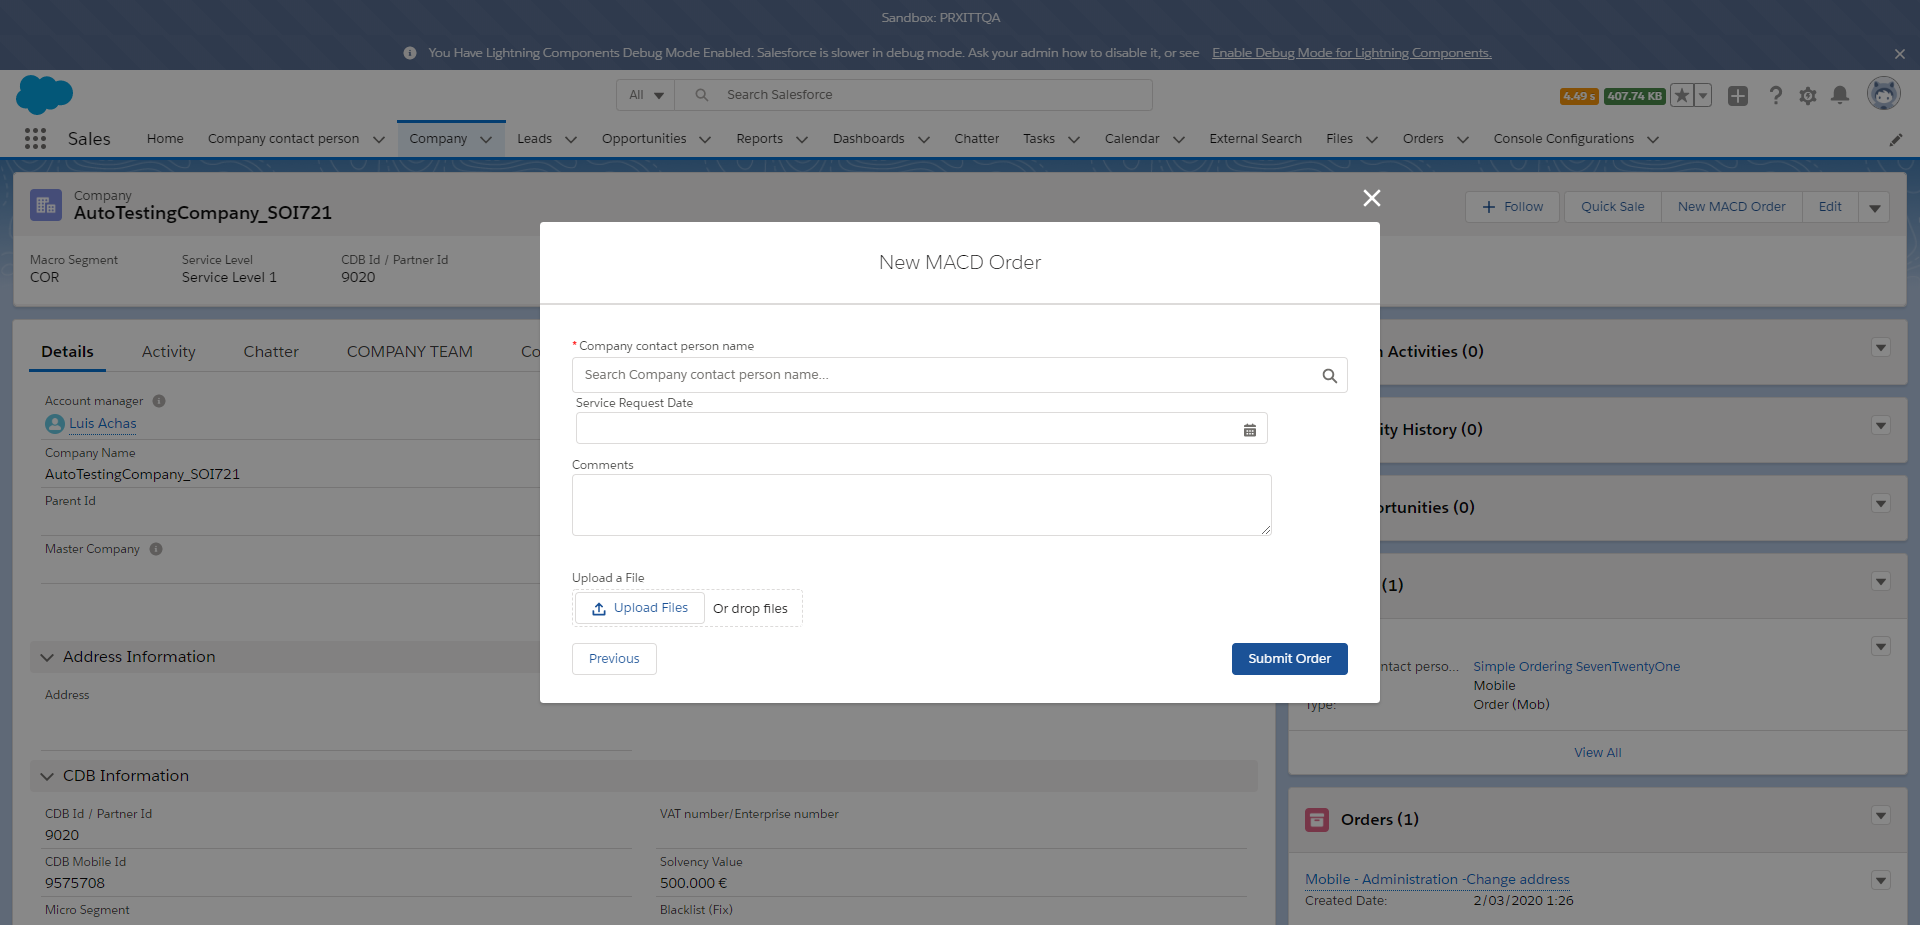 Sandbox: PRXITTQA
You Have Lightning Components Debug Mode Enabled. Salesforce is slower in debug mode. Ask your admin how to disable it, or see Enable Debug Mode for Lightning Components.
All
Search Salesforce
4.49 s 407.74 KB
Sales Home Company contact person Company Leads Opportunities Reports Dashboards Chatter Tasks Calendar External Search Files Orders Console Configurations
Company
AutoTestingCompany_SOI721
Follow Quick Sale New MACD Order Edit
Macro Segment Service Level CDB Id / Partner Id
COR Service Level 1 9020
New MACD Order
*Company contact person name
Search Company contact person name...
Service Request Date
Comments
Upload a File
Upload Files Or drop files
Previous Submit Order
Details Activity Chatter COMPANY TEAM Co
Account manager
Luis Achas
Company Name
AutoTestingCompany_SOI721
Parent Id
Master Company
Address Information
Address
CDB Information
CDB Id / Partner Id VAT number/Enterprise number
9020
CDB Mobile Id Solvency Value
9575708 500.000 €
Micro Segment Blacklist (Fix)
Activities (0)
ity History (0)
ortunities (0)
(1)
ntact perso... Simple Ordering SevenTwentyOne
Mobile
Type: Order (Mob)
View All
Orders (1)
Mobile - Administration -Change address
Created Date: 2/03/2020 1:26